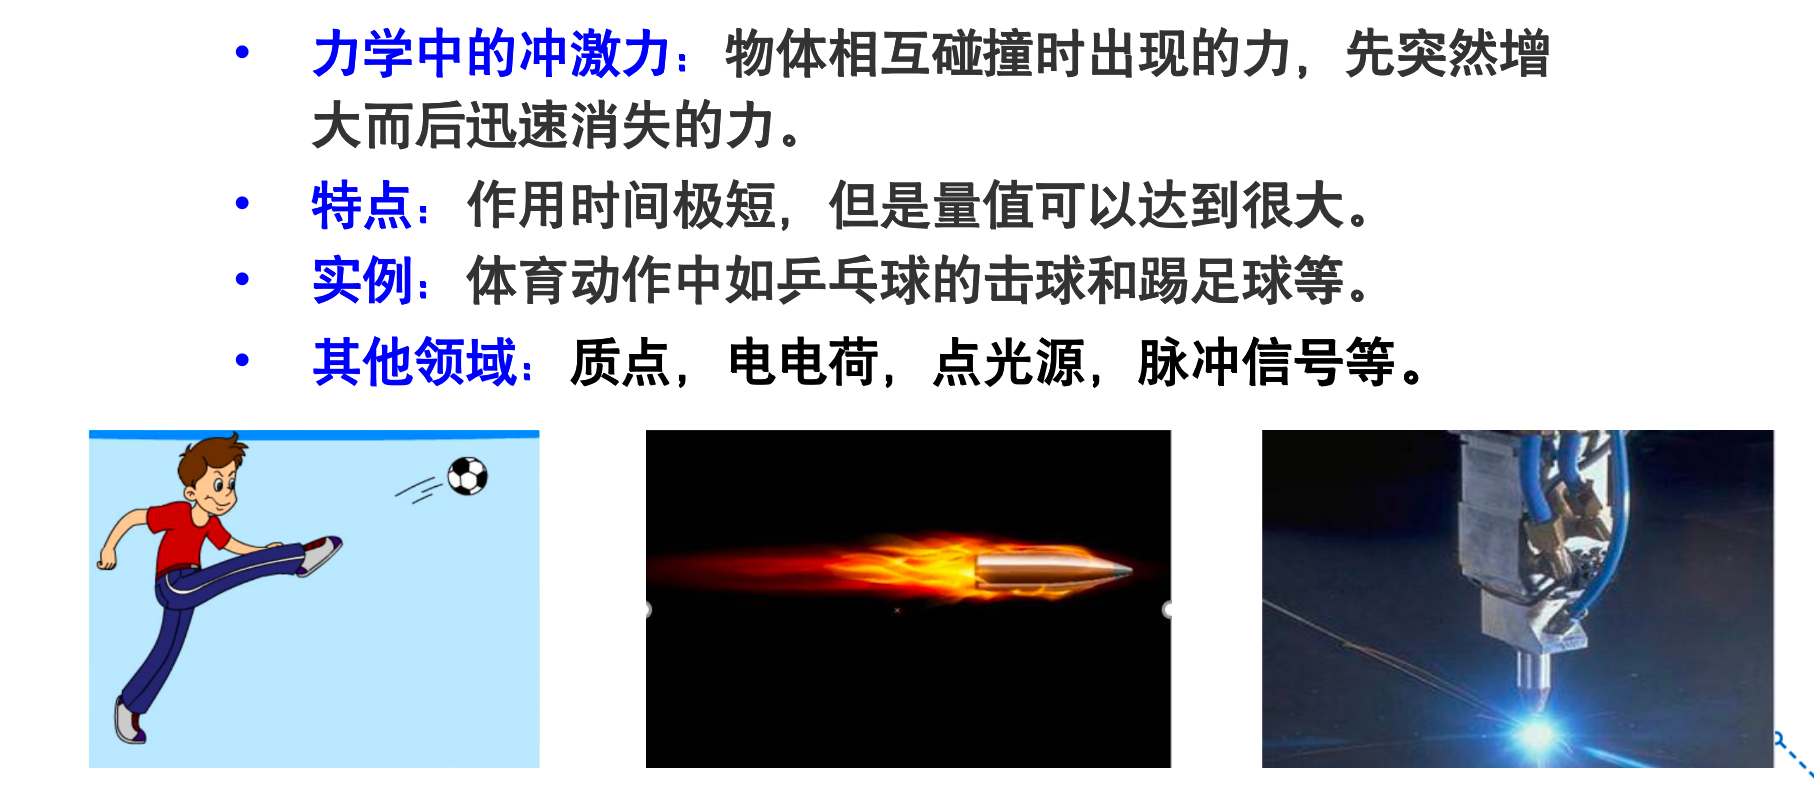 • 力学中的冲激力：物体相互碰撞时出现的力，先突然增
大而后迅速消失的力。
• 特点：作用时间极短，但是量值可以达到很大。
• 实例：体育动作中如乒乓球的击球和踢足球等。
• 其他领域：质点，电电荷，点光源，脉冲信号等。